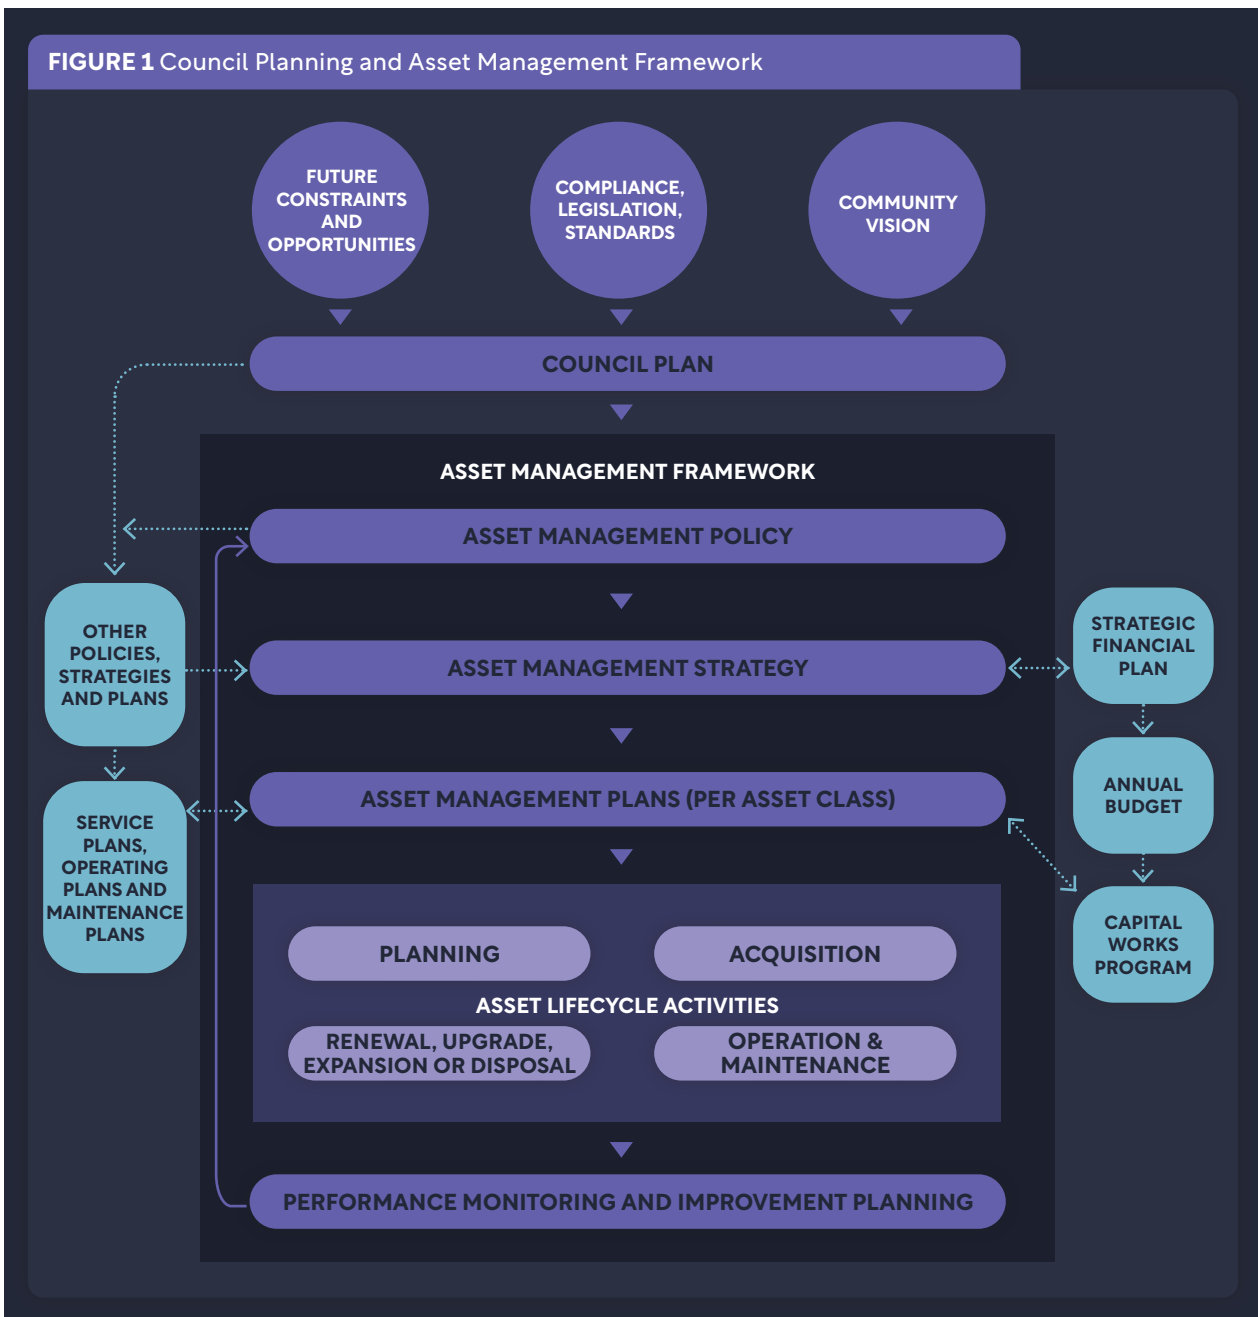 FIGURE 1 Council Planning and Asset Management Framework
FUTURE
CONSTRAINTS
AND
OPPORTUNITIES
COMPLIANCE,
LEGISLATION,
STANDARDS
COMMUNITY
VISION
COUNCIL PLAN
ASSET MANAGEMENT FRAMEWORK
ASSET MANAGEMENT POLICY
OTHER
POLICIES,
STRATEGIES
AND PLANS
ASSET MANAGEMENT STRATEGY
STRATEGIC
FINANCIAL
PLAN
SERVICE
PLANS,
OPERATING
PLANS AND
MAINTENANCE
PLANS
ASSET MANAGEMENT PLANS (PER ASSET CLASS)
ANNUAL
BUDGET
CAPITAL
WORKS
PROGRAM
PLANNING
ACQUISITION
ASSET LIFECYCLE ACTIVITIES
RENEWAL, UPGRADE,
EXPANSION OR DISPOSAL
OPERATION &
MAINTENANCE
PERFORMANCE MONITORING AND IMPROVEMENT PLANNING